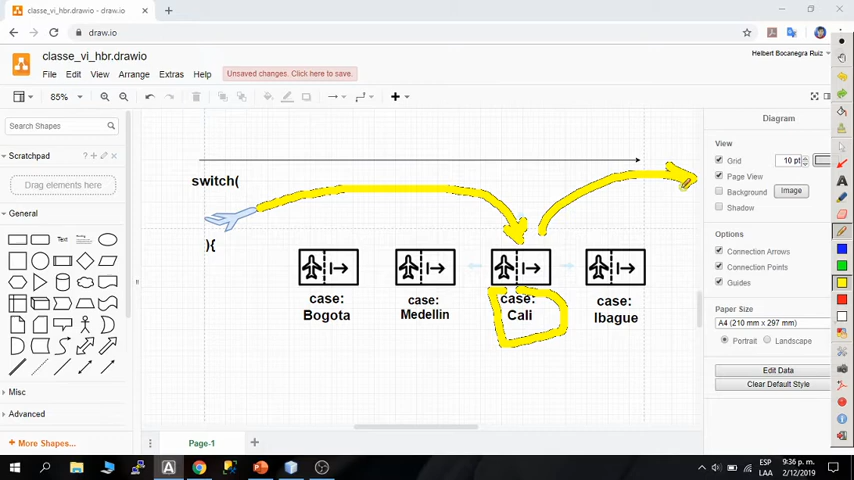 classe_vi_hbr.drawio - draw.io
draw.io
classe_vi_hbr.drawio
Helbert Bocanegra Ruiz
File Edit View Arrange Extras Help
Unsaved changes. Click here to save.
85%
Search Shapes
Scratchpad
Drag elements here
General
Text
Misc
Advanced
+ More Shapes...
switch(
){
case:
Bogota
case:
Medellin
case:
Cali
case:
Ibague
Diagram
View
Grid
10 pt
Page View
Background
Image
Shadow
Options
Connection Arrows
Connection Points
Guides
Paper Size
A4 (210 mm x 297 mm)
Portrait
Landscape
Edit Data
Clear Default Style
Page-1
ESP
LAA
9:36 p. m.
2/12/2019